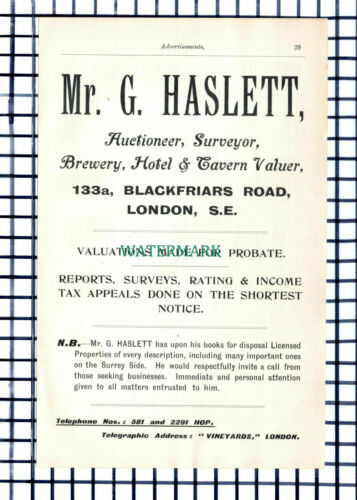 Advertisements. 29
Mr. G. HASLETT,
Auctioneer, Surveyor,
Brewery, Hotel & Tavern Valuer,
133a, BLACKFRIARS ROAD,
LONDON, S.E.
WATERMARK
VALUATIONS MADE FOR PROBATE.
REPORTS, SURVEYS, RATING & INCOME
TAX APPEALS DONE ON THE SHORTEST
NOTICE.
N.B.—Mr. G. HASLETT has upon his books for disposal Licensed
Properties of every description, including many important ones
on the Surrey Side. He would respectfully invite a call from
those seeking businesses. Immediate and personal attention
given to all matters entrusted to him.
Telephone Nos.: 581 and 2291 HOP.
Telegraphic Address: "VINEYARDS," LONDON.